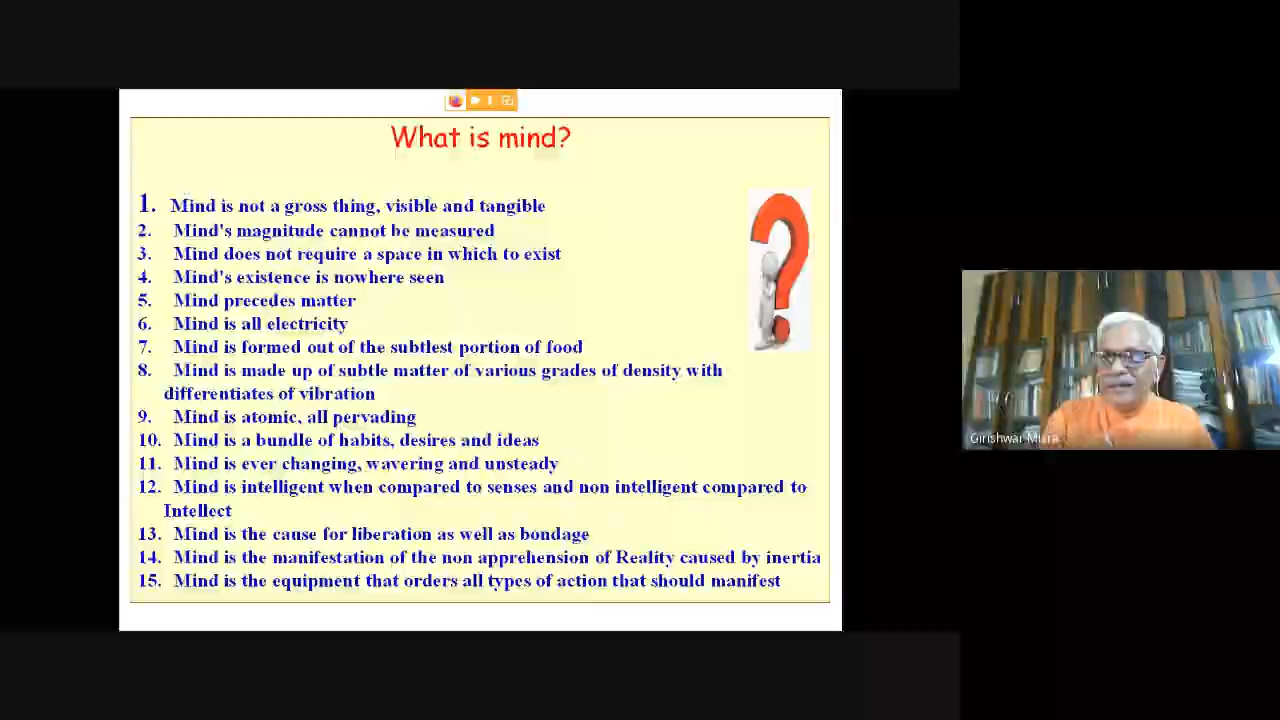 What is mind?
1. Mind is not a gross thing, visible and tangible
2. Mind's magnitude cannot be measured
3. Mind does not require a space in which to exist
4. Mind's existence is nowhere seen
5. Mind precedes matter
6. Mind is all electricity
7. Mind is formed out of the subtlest portion of food
8. Mind is made up of subtle matter of various grades of density with
differentiates of vibration
9. Mind is atomic, all pervading
10. Mind is a bundle of habits, desires and ideas
11. Mind is ever changing, wavering and unsteady
12. Mind is intelligent when compared to senses and non intelligent compared to
Intellect
13. Mind is the cause for liberation as well as bondage
14. Mind is the manifestation of the non apprehension of Reality caused by inertia
15. Mind is the equipment that orders all types of action that should manifest
Girishwar Misra